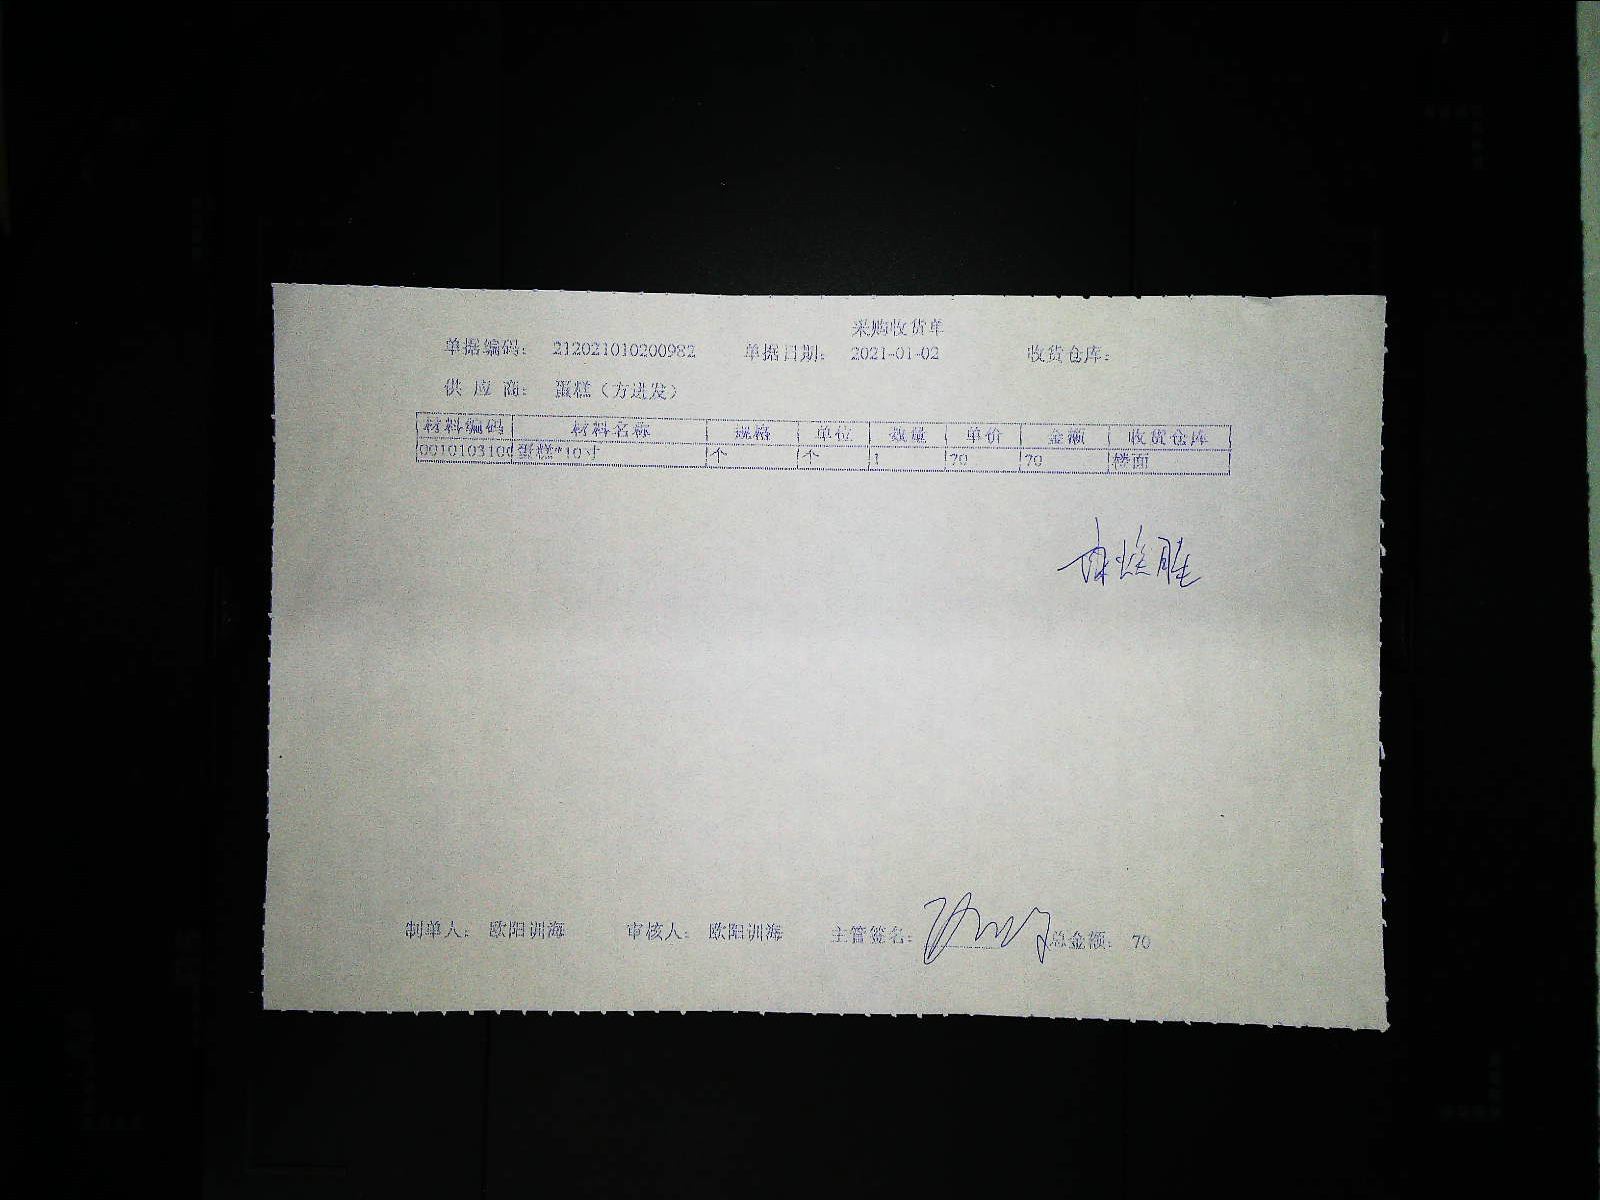 采购收货单
单据编码： 212021010200982 单据日期： 2021-01-02 收货仓库：
供 应 商： 蛋糕（方进发）
材料编码 材料名称 规格 单位 数量 单价 金额 收货仓库
0010103100 蛋糕*10寸 个 个 1 70 70 楼面
制单人： 欧阳训海 审核人： 欧阳训海 主管签名： 总金额： 70